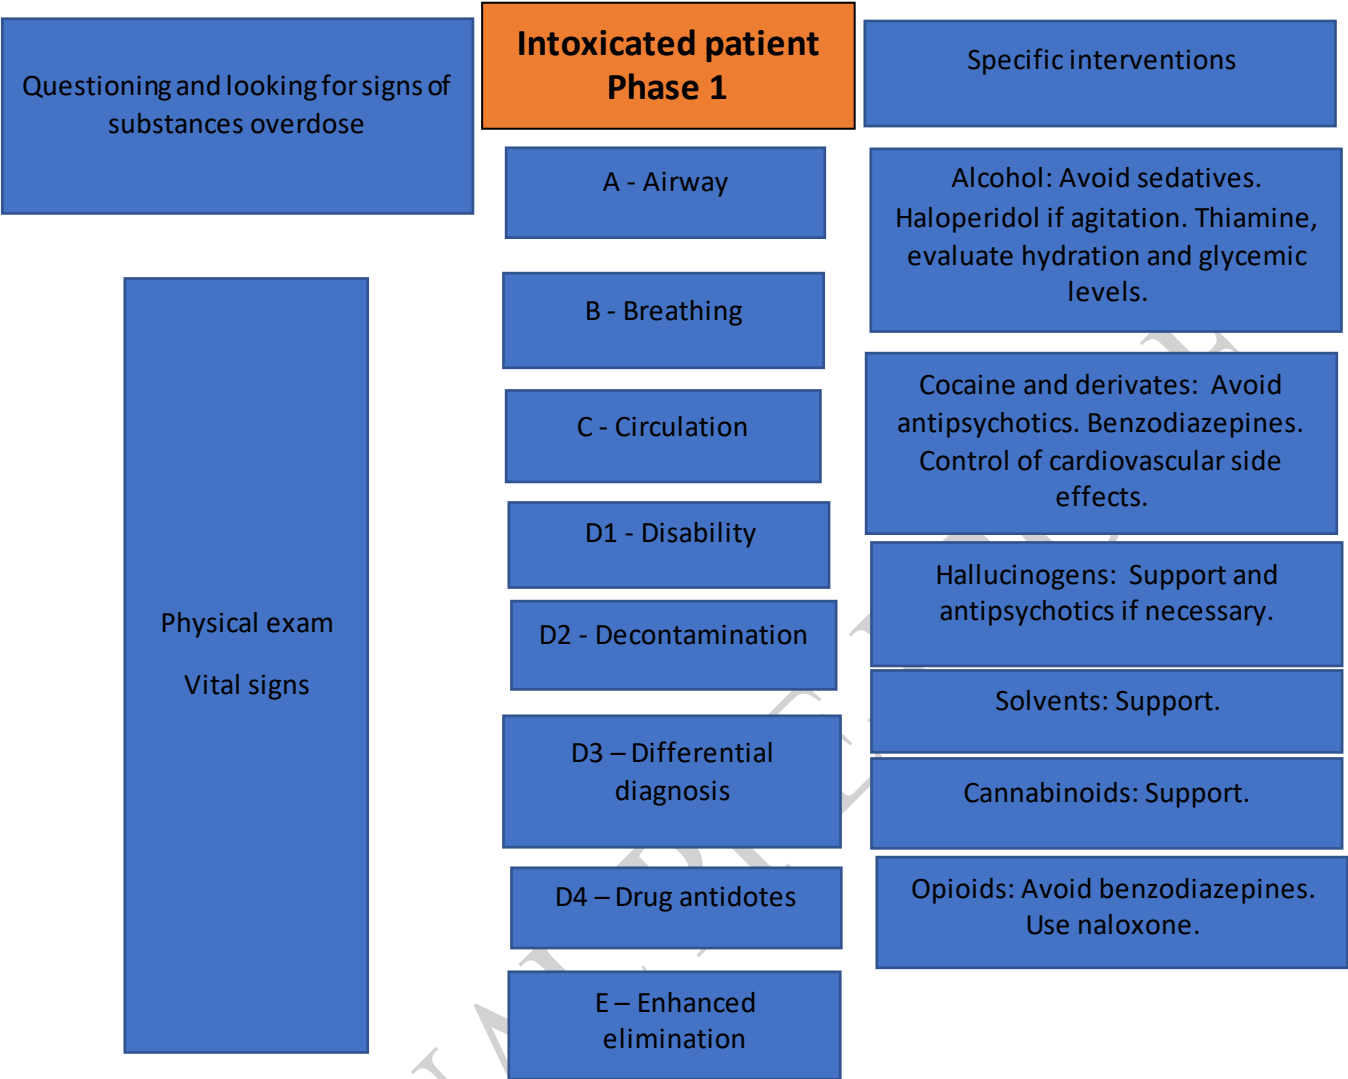 Questioning and looking for signs of
substances overdose
Physical exam
Vital signs
Intoxicated patient
Phase 1
A - Airway
B - Breathing
C - Circulation
D1 - Disability
D2 - Decontamination
D3 – Differential
diagnosis
D4 – Drug antidotes
E – Enhanced
elimination
Specific interventions
Alcohol: Avoid sedatives.
Haloperidol if agitation. Thiamine,
evaluate hydration and glycemic
levels.
Cocaine and derivates:  Avoid
antipsychotics. Benzodiazepines.
Control of cardiovascular side
effects.
Hallucinogens:  Support and
antipsychotics if necessary.
Solvents: Support.
Cannabinoids: Support.
Opioids: Avoid benzodiazepines.
Use naloxone.